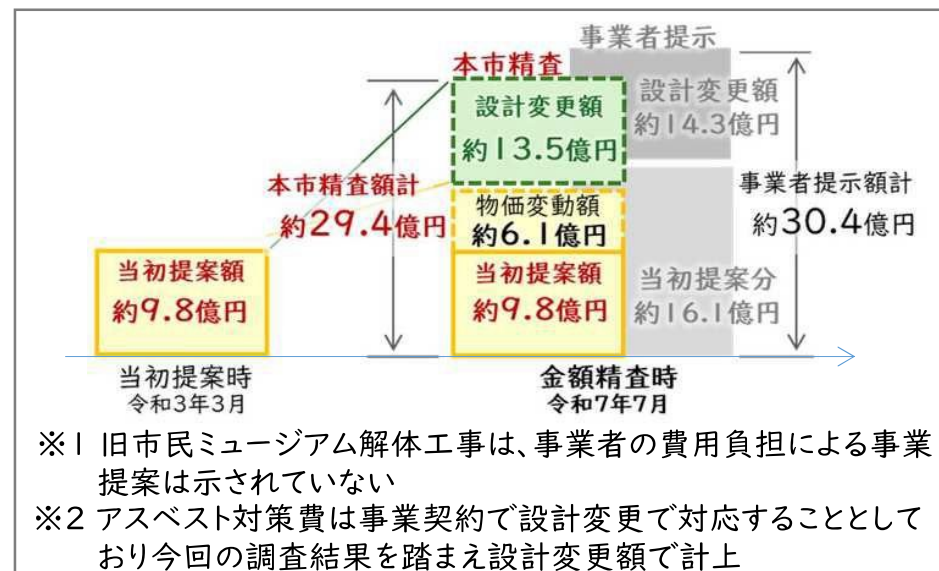 事業者提示
本市精査
設計変更額
約13.5億円
設計変更額
約14.3億円
本市精査額計
約29.4億円
物価変動額
約6.1億円
事業者提示額計
約30.4億円
当初提案額
約9.8億円
当初提案額
約9.8億円
当初提案分
約16.1億円
当初提案時
令和3年3月
金額精査時
令和7年7月
※1 旧市民ミュージアム解体工事は、事業者の費用負担による事業
提案は示されていない
※2 アスベスト対策費は事業契約で設計変更で対応することとして
おり今回の調査結果を踏まえ設計変更額で計上